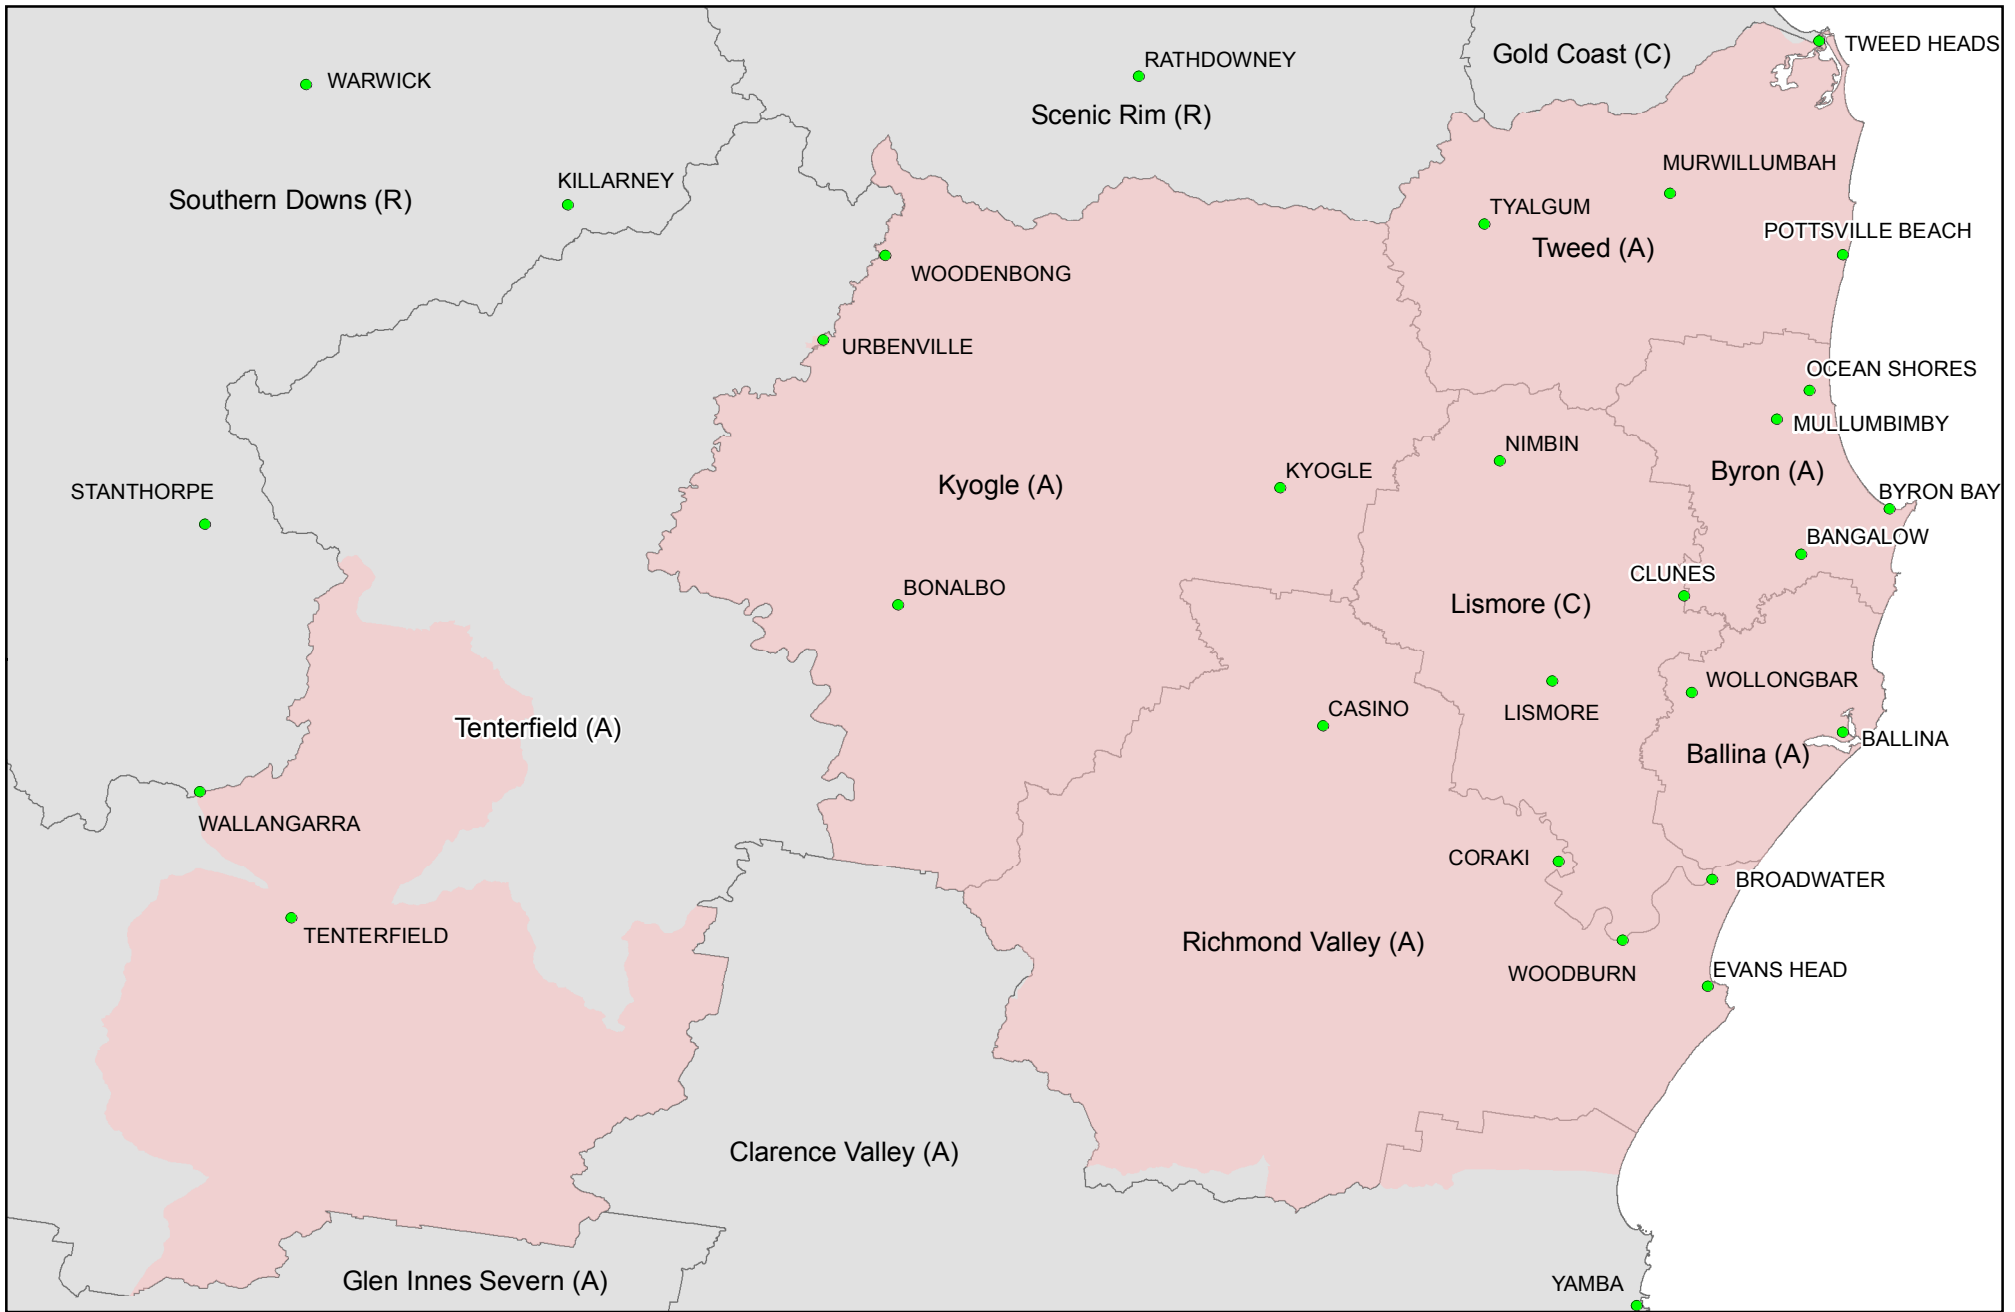 TWEED HEADS
Gold Coast (C)
RATHDOWNEY
WARWICK
Scenic Rim (R)
MURWILLUMBAH
KILLARNEY
Southern Downs (R)
TYALGUM
POTTSVILLE BEACH
Tweed (A)
WOODENBONG
URBENVILLE
OCEAN SHORES
MULLUMBIMBY
NIMBIN
KYOGLE
Byron (A)
Kyogle (A)
STANTHORPE
BYRON BAY
BANGALOW
CLUNES
BONALBO
Lismore (C)
WOLLONGBAR
CASINO
LISMORE
Tenterfield (A)
BALLINA
Ballina (A)
WALLANGARRA
CORAKI
BROADWATER
TENTERFIELD
Richmond Valley (A)
EVANS HEAD
WOODBURN
Clarence Valley (A)
Glen Innes Severn (A)
YAMBA